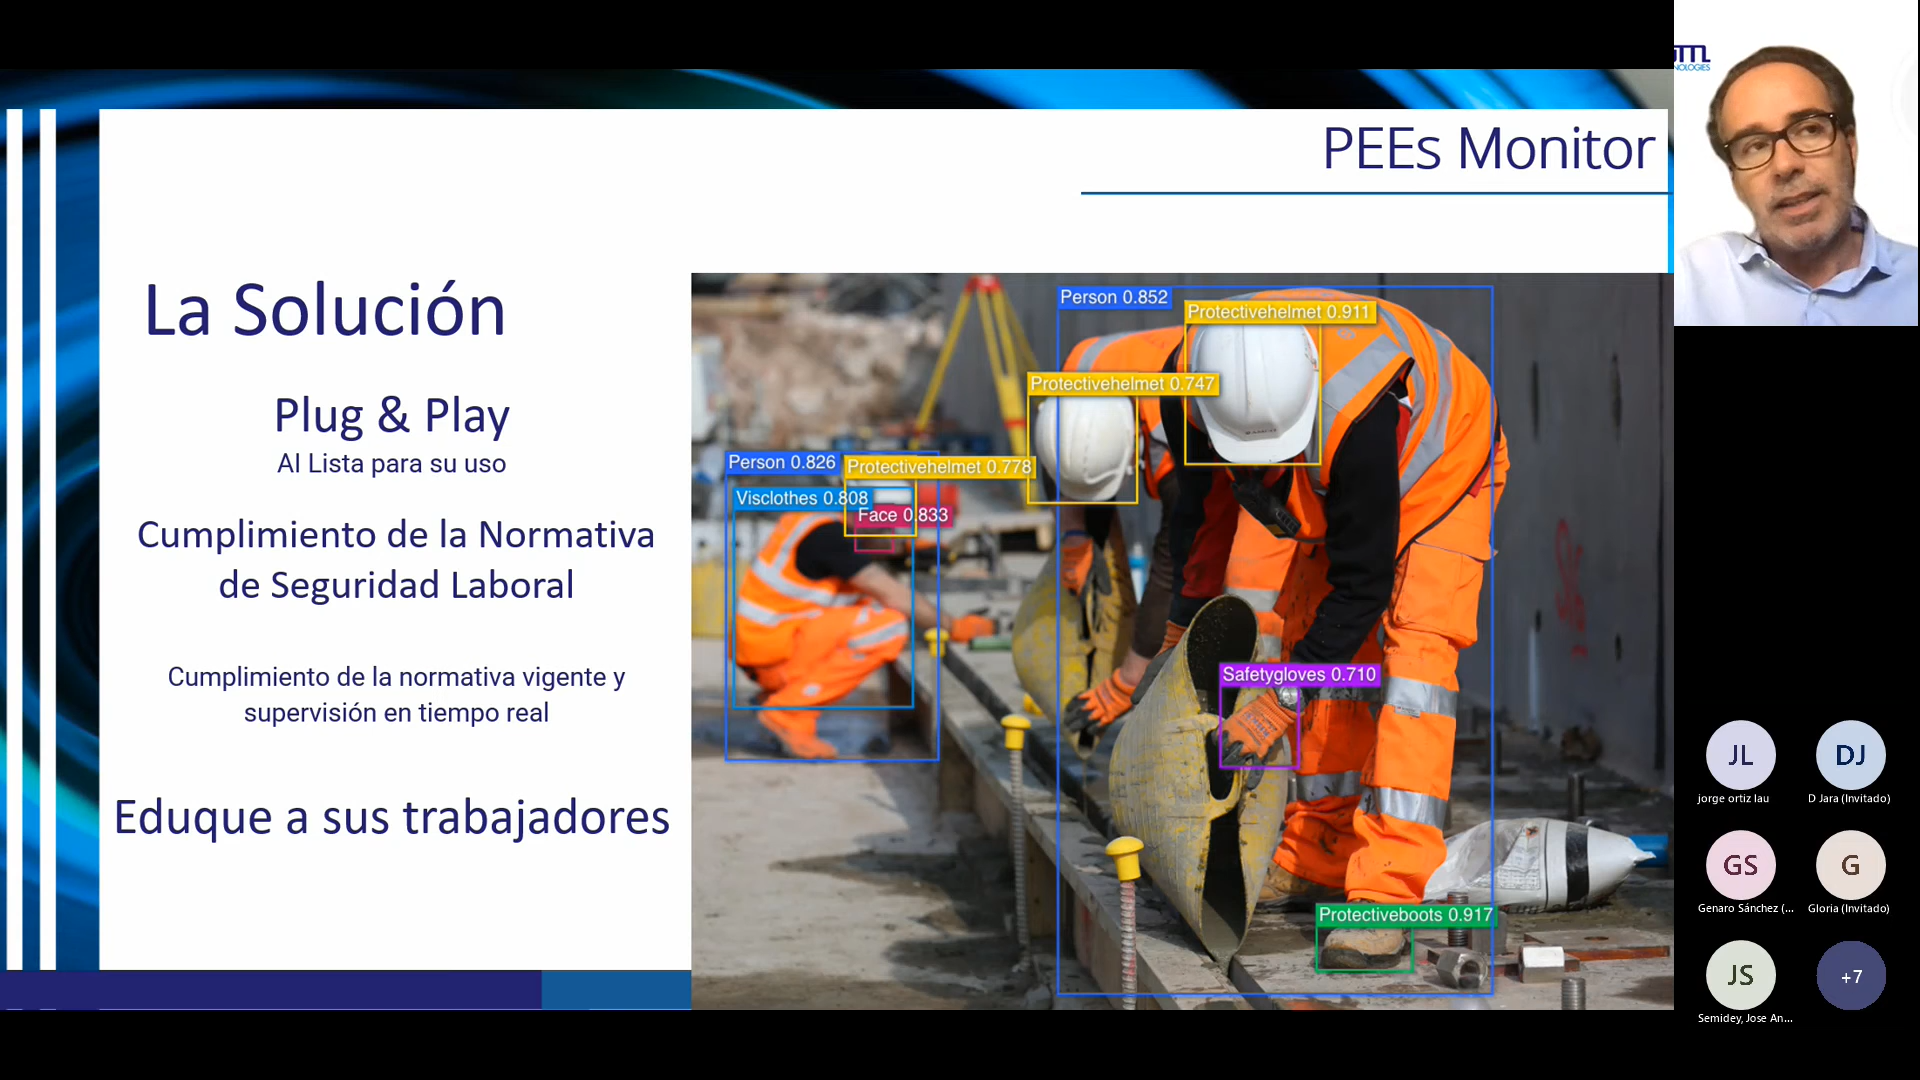 PEEs Monitor
La Solución
Plug & Play
AI Lista para su uso
Cumplimiento de la Normativa
de Seguridad Laboral
Cumplimiento de la normativa vigente y
supervisión en tiempo real
Eduque a sus trabajadores
Person 0.852
Protectivehelmet 0.911
Protectivehelmet 0.747
Person 0.826
Protectivehelmet 0.778
Visclothes 0.808
Face 0.833
Safetygloves 0.710
Protectiveboots 0.917
JL
DJ
jorge ortiz lau
D Jara (Invitado)
GS
G
Genaro Sánchez (...
Gloria (Invitado)
JS
+7
Semidey, Jose An...